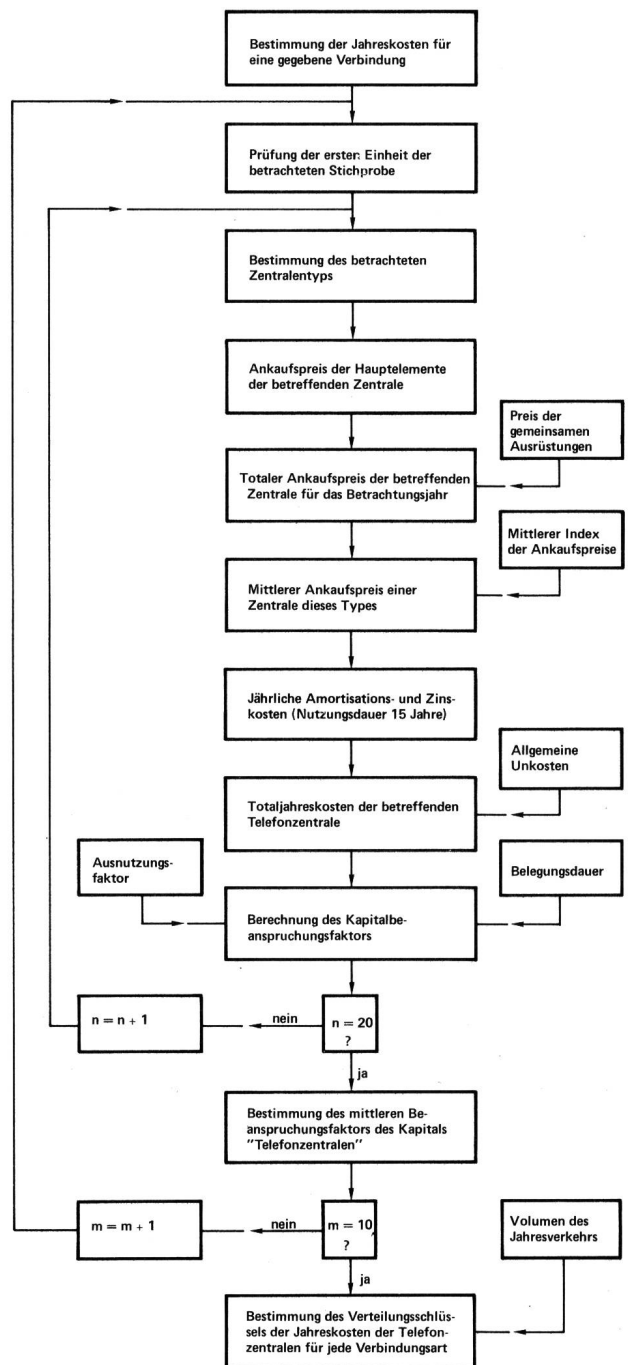 Bestimmung der Jahreskosten für
eine gegebene Verbindung
Prüfung der ersten Einheit der
betrachteten Stichprobe
Bestimmung des betrachteten
Zentralentyps
Ankaufspreis der Hauptelemente
der betreffenden Zentrale
Preis der
gemeinsamen
Ausrüstungen
Totaler Ankaufspreis der betreffenden
Zentrale für das Betrachtungsjahr
Mittlerer Index
der Ankaufspreise
Mittlerer Ankaufspreis einer
Zentrale dieses Types
Jährliche Amortisations- und Zins-
kosten (Nutzungsdauer 15 Jahre)
Allgemeine
Unkosten
Totaljahreskosten der betreffenden
Telefonzentrale
Ausnutzungs-
faktor
Belegungsdauer
Berechnung des Kapitalbe-
anspruchungsfaktors
n = n + 1
nein
n = 20
?
ja
Bestimmung des mittleren Be-
anspruchungsfaktors des Kapitals
"Telefonzentralen"
m = m + 1
nein
m = 10
?
ja
Volumen des
Jahresverkehrs
Bestimmung des Verteilungsschlüs-
sels der Jahreskosten der Telefon-
zentralen für jede Verbindungsart